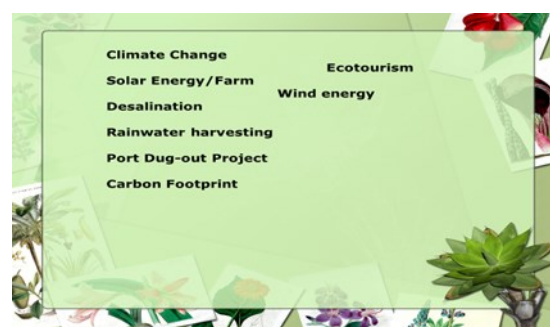 Climate Change
Ecotourism
Solar Energy/Farm
Wind energy
Desalination
Rainwater harvesting
Port Dug-out Project
Carbon Footprint